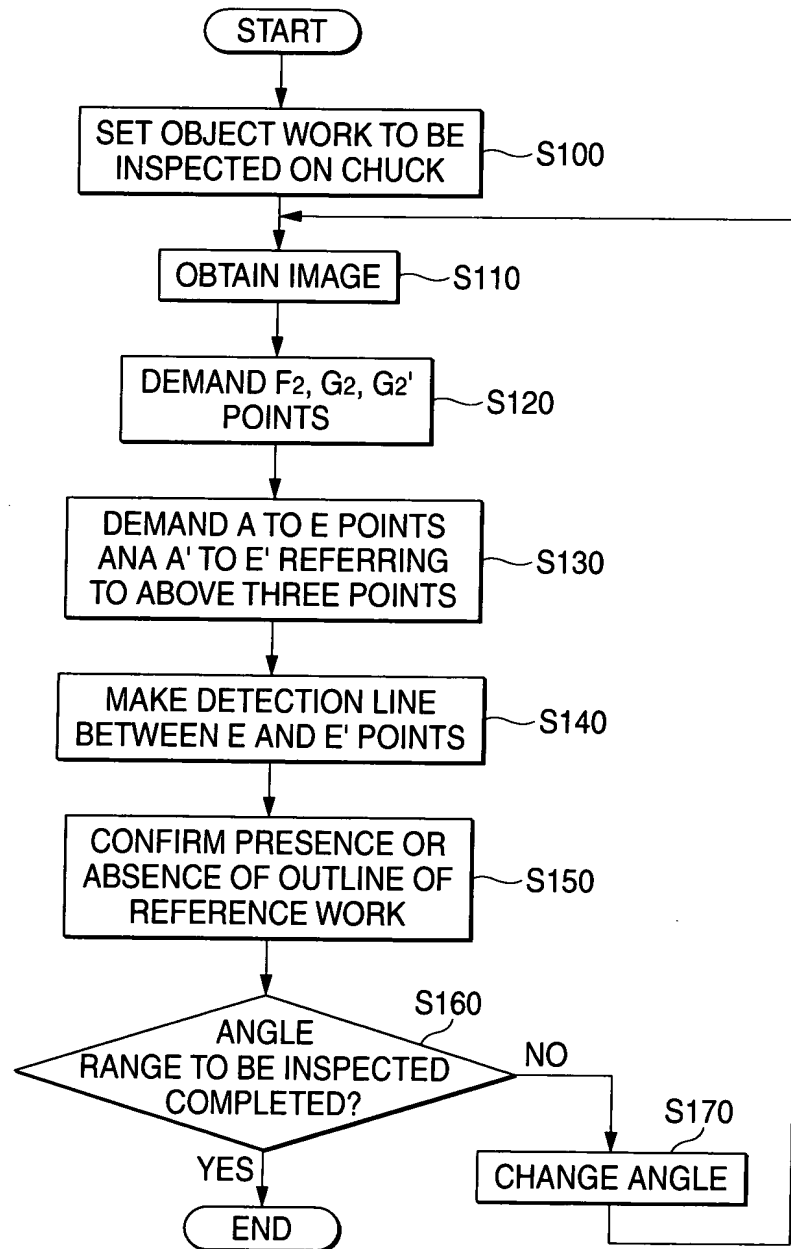 START
SET OBJECT WORK TO BE
INSPECTED ON CHUCK
S100
OBTAIN IMAGE
S110
DEMAND F2, G2, G2'
POINTS
S120
DEMAND A TO E POINTS
ANA A' TO E' REFERRING
TO ABOVE THREE POINTS
S130
MAKE DETECTION LINE
BETWEEN E AND E' POINTS
S140
CONFIRM PRESENCE OR
ABSENCE OF OUTLINE OF
REFERENCE WORK
S150
S160
ANGLE
RANGE TO BE INSPECTED
COMPLETED?
NO
S170
CHANGE ANGLE
YES
END